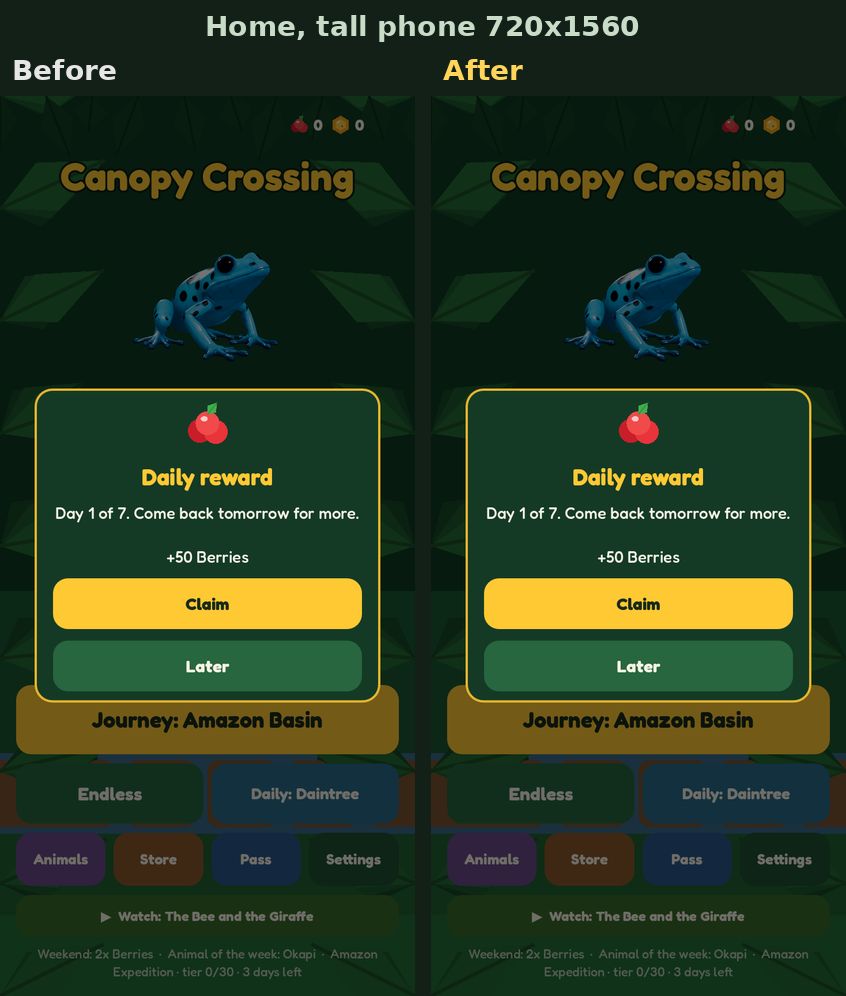 Home, tall phone 720x1560
Before
0 0
Canopy Crossing
Daily reward
Day 1 of 7. Come back tomorrow for more.
+50 Berries
Claim
Later
Journey: Amazon Basin
Endless
Daily: Daintree
Animals
Store
Pass
Settings
▶ Watch: The Bee and the Giraffe
Weekend: 2x Berries · Animal of the week: Okapi · Amazon
Expedition · tier 0/30 · 3 days left
After
0 0
Canopy Crossing
Daily reward
Day 1 of 7. Come back tomorrow for more.
+50 Berries
Claim
Later
Journey: Amazon Basin
Endless
Daily: Daintree
Animals
Store
Pass
Settings
▶ Watch: The Bee and the Giraffe
Weekend: 2x Berries · Animal of the week: Okapi · Amazon
Expedition · tier 0/30 · 3 days left